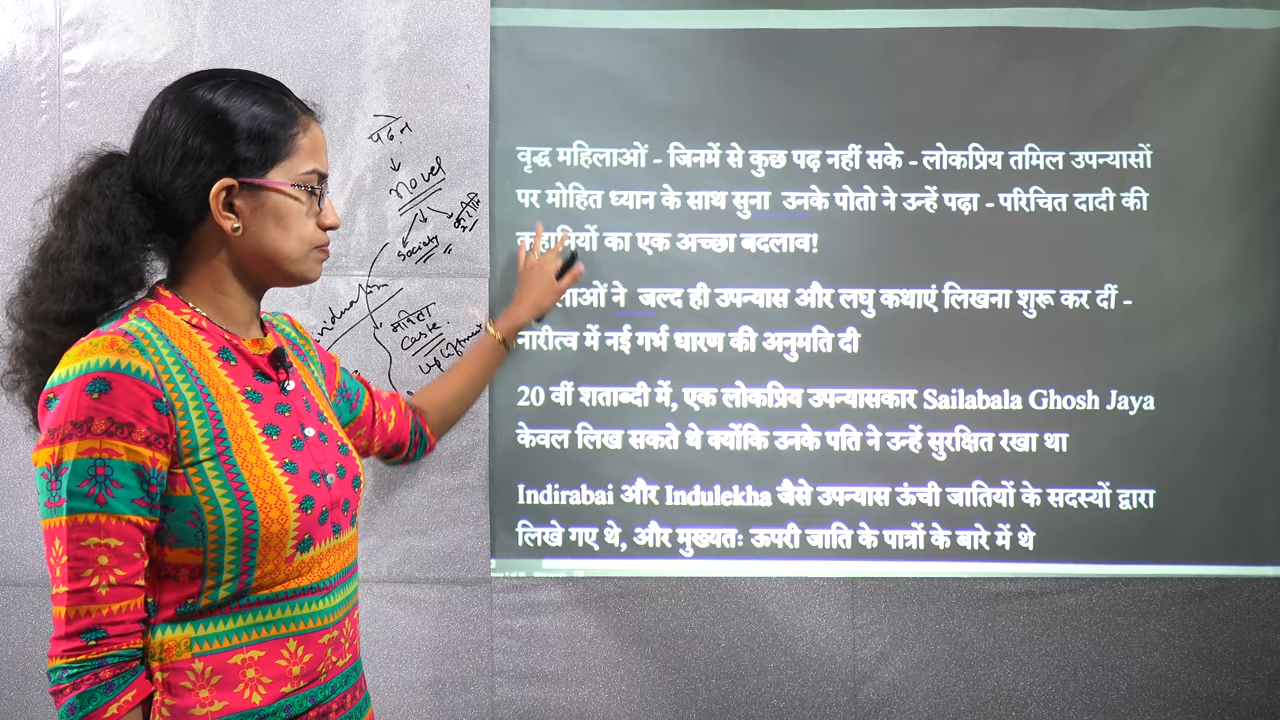 पढ़ने
novel
society
कुरीति
महिला
caste
upliftment
वृद्ध महिलाओं - जिनमें से कुछ पढ़ नहीं सके - लोकप्रिय तमिल उपन्यासों
पर मोहित ध्यान के साथ सुना उनके पोतो ने उन्हें पढ़ा - परिचित दादी की
कहानियों का एक अच्छा बदलाव!
लाओं ने जल्द ही उपन्यास और लघु कथाएं लिखना शुरू कर दीं -
नारीत्व में नई गर्भ धारण की अनुमति दी
20 वीं शताब्दी में, एक लोकप्रिय उपन्यासकार Sailabala Ghosh Jaya
केवल लिख सकते थे क्योंकि उनके पति ने उन्हें सुरक्षित रखा था
Indirabai और Indulekha जैसे उपन्यास ऊंची जातियों के सदस्यों द्वारा
लिखे गए थे, और मुख्यतः ऊपरी जाति के पात्रों के बारे में थे